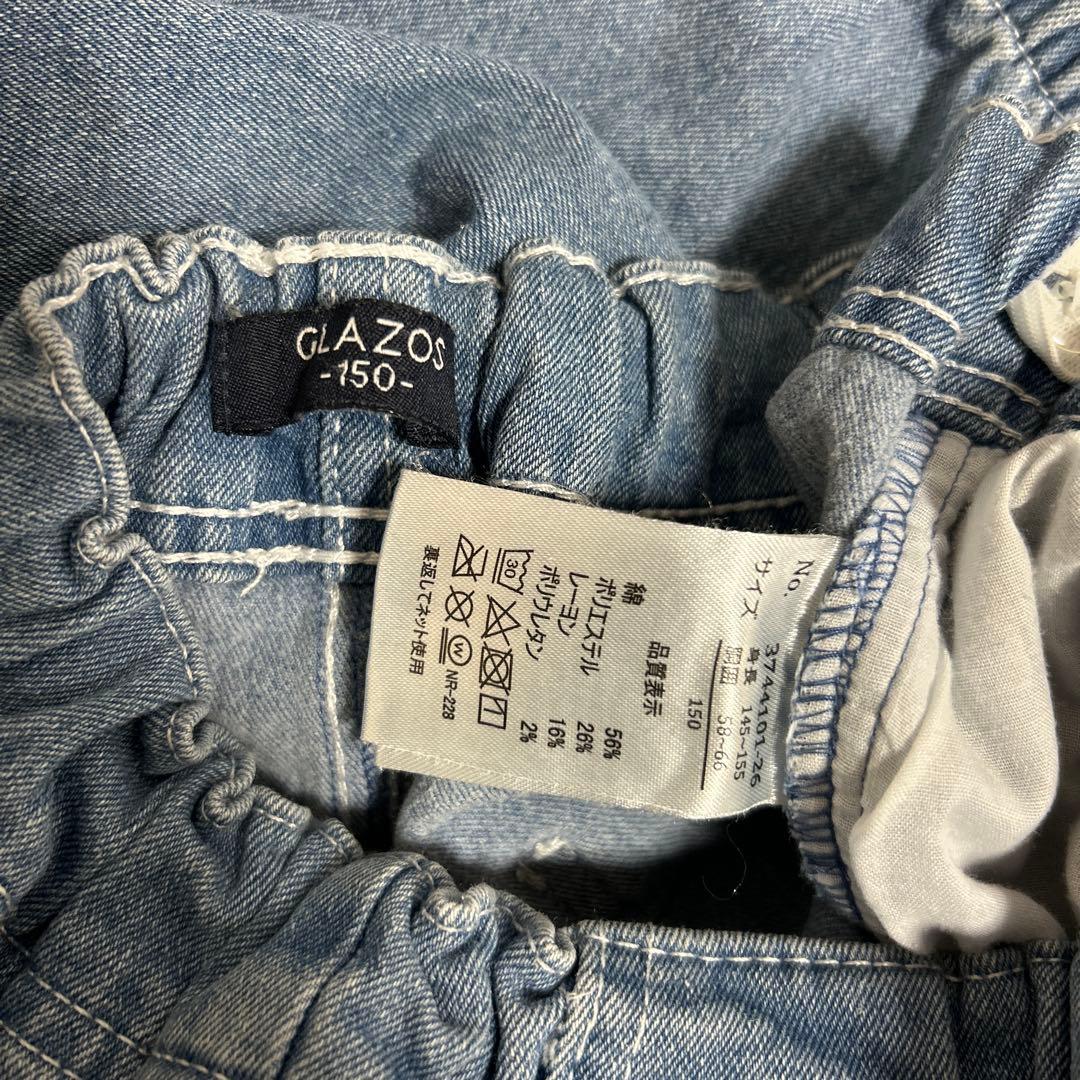 GLAZOS
-150-
No. 3744101-26
サイズ 身長 145~155
胴囲 58~66
150
品質表示
綿 56%
ポリエステル 26%
レーヨン 16%
ポリウレタン 2%
30
W
NR-228
裏返してネット使用